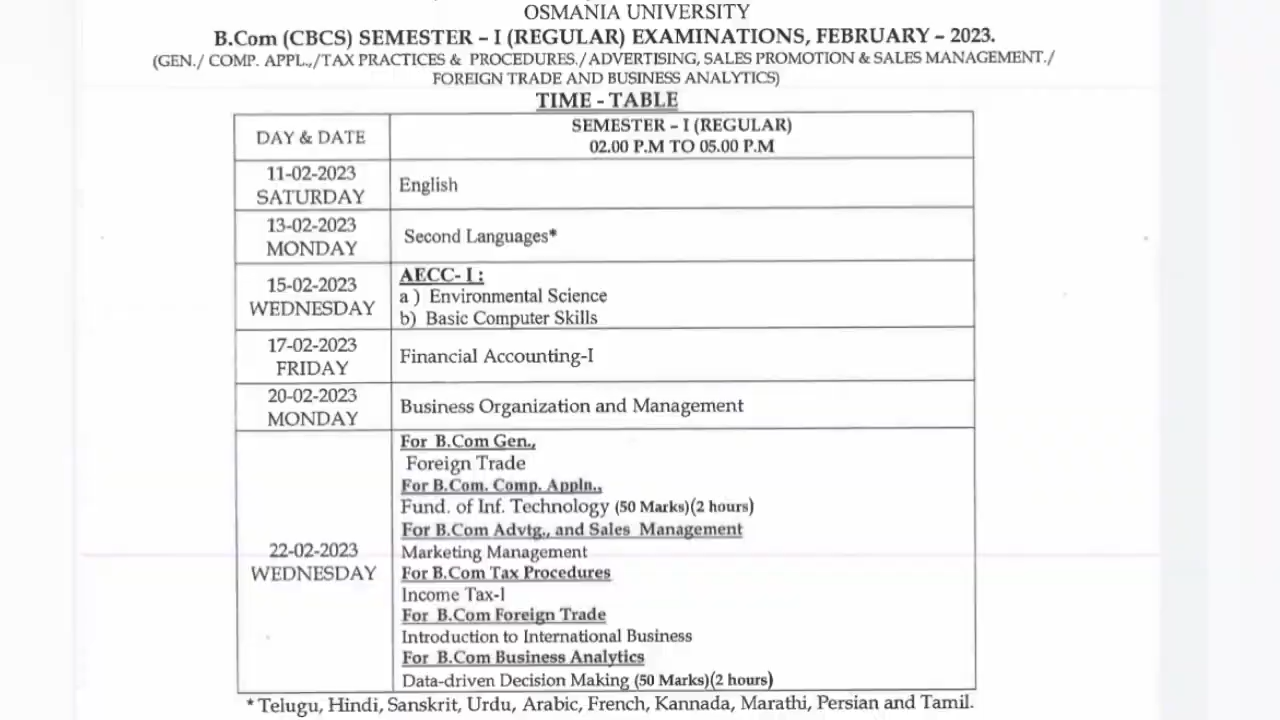 OSMANIA UNIVERSITY
B.Com (CBCS) SEMESTER – I (REGULAR) EXAMINATIONS, FEBRUARY – 2023.
(GEN./ COMP. APPL.,/TAX PRACTICES & PROCEDURES./ADVERTISING, SALES PROMOTION & SALES MANAGEMENT./
FOREIGN TRADE AND BUSINESS ANALYTICS)
TIME - TABLE
DAY & DATE
SEMESTER – I (REGULAR)
02.00 P.M TO 05.00 P.M
11-02-2023
SATURDAY
English
13-02-2023
MONDAY
Second Languages*
15-02-2023
WEDNESDAY
AECC- I :
a ) Environmental Science
b) Basic Computer Skills
17-02-2023
FRIDAY
Financial Accounting-I
20-02-2023
MONDAY
Business Organization and Management
22-02-2023
WEDNESDAY
For B.Com Gen.,
Foreign Trade
For B.Com. Comp. Appln.,
Fund. of Inf. Technology (50 Marks)(2 hours)
For B.Com Advtg., and Sales Management
Marketing Management
For B.Com Tax Procedures
Income Tax-I
For B.Com Foreign Trade
Introduction to International Business
For B.Com Business Analytics
Data-driven Decision Making (50 Marks)(2 hours)
* Telugu, Hindi, Sanskrit, Urdu, Arabic, French, Kannada, Marathi, Persian and Tamil.